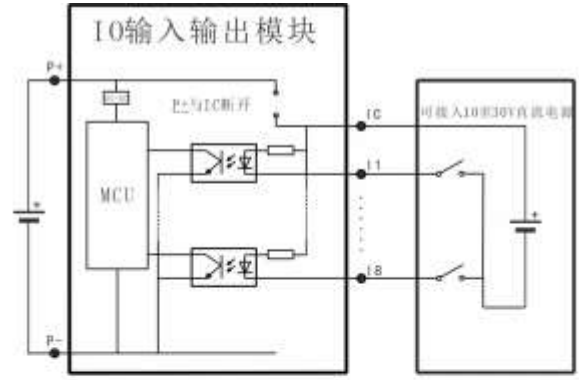 IO输入输出模块
P+
P+与IC断开
可接入10至30V直流电源
IC
I1
MCU
+
+
I8
P-